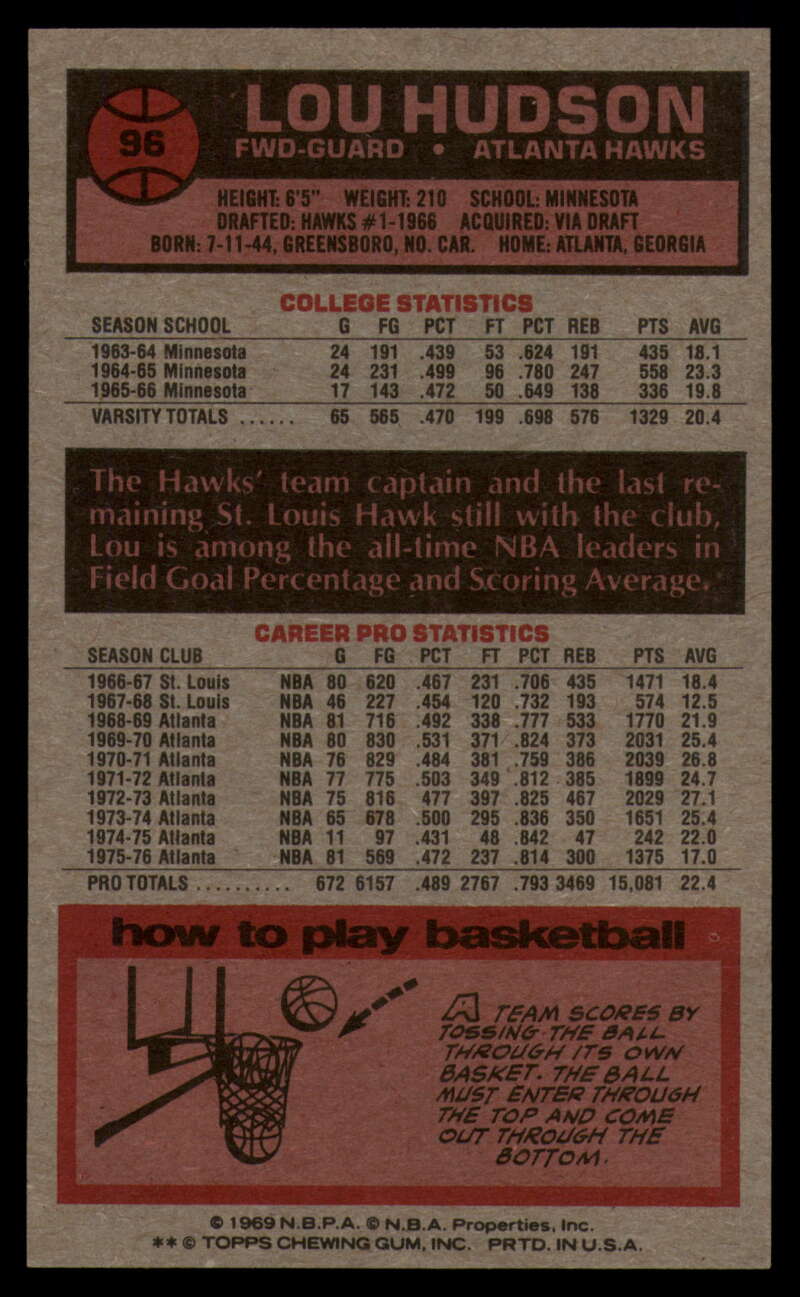 96
LOU HUDSON
FWD-GUARD • ATLANTA HAWKS
HEIGHT: 6'5" WEIGHT: 210 SCHOOL: MINNESOTA
DRAFTED: HAWKS #1-1966 ACQUIRED: VIA DRAFT
BORN: 7-11-44, GREENSBORO, NO. CAR. HOME: ATLANTA, GEORGIA
COLLEGE STATISTICS
SEASON SCHOOL G FG PCT FT PCT REB PTS AVG
1963-64 Minnesota 24 191 .439 53 .624 191 435 18.1
1964-65 Minnesota 24 231 .499 96 .780 247 558 23.3
1965-66 Minnesota 17 143 .472 50 .649 138 336 19.8
VARSITY TOTALS ...... 65 565 .470 199 .698 576 1329 20.4
The Hawks' team captain and the last re-
maining St. Louis Hawk still with the club,
Lou is among the all-time NBA leaders in
Field Goal Percentage and Scoring Average.
CAREER PRO STATISTICS
SEASON CLUB G FG PCT FT PCT REB PTS AVG
1966-67 St. Louis NBA 80 620 .467 231 .706 435 1471 18.4
1967-68 St. Louis NBA 46 227 .454 120 .732 193 574 12.5
1968-69 Atlanta NBA 81 716 .492 338 .777 533 1770 21.9
1969-70 Atlanta NBA 80 830 .531 371 .824 373 2031 25.4
1970-71 Atlanta NBA 76 829 .484 381 .759 386 2039 26.8
1971-72 Atlanta NBA 77 775 .503 349 .812 385 1899 24.7
1972-73 Atlanta NBA 75 816 477 397 .825 467 2029 27.1
1973-74 Atlanta NBA 65 678 .500 295 .836 350 1651 25.4
1974-75 Atlanta NBA 11 97 .431 48 .842 47 242 22.0
1975-76 Atlanta NBA 81 569 .472 237 .814 300 1375 17.0
PRO TOTALS .......... 672 6157 .489 2767 .793 3469 15,081 22.4
how to play basketball
A TEAM SCORES BY
TOSSING THE BALL
THROUGH ITS OWN
BASKET. THE BALL
MUST ENTER THROUGH
THE TOP AND COME
OUT THROUGH THE
BOTTOM.
© 1969 N.B.P.A. © N.B.A. Properties, Inc.
** © TOPPS CHEWING GUM, INC. PRTD. IN U.S.A.